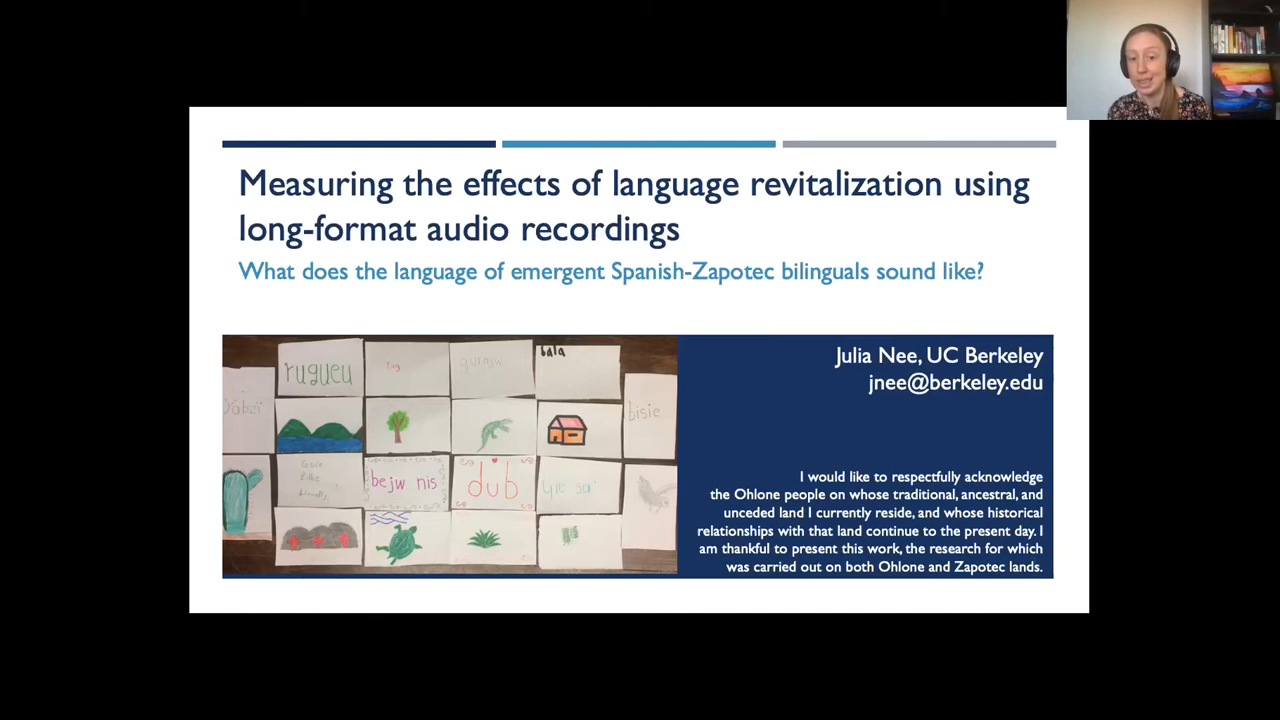 Measuring the effects of language revitalization using
long-format audio recordings
What does the language of emergent Spanish-Zapotec bilinguals sound like?
rugueu
bala
bisie
bejw nis
dub
Julia Nee, UC Berkeley
jnee@berkeley.edu
I would like to respectfully acknowledge
the Ohlone people on whose traditional, ancestral, and
unceded land I currently reside, and whose historical
relationships with that land continue to the present day. I
am thankful to present this work, the research for which
was carried out on both Ohlone and Zapotec lands.